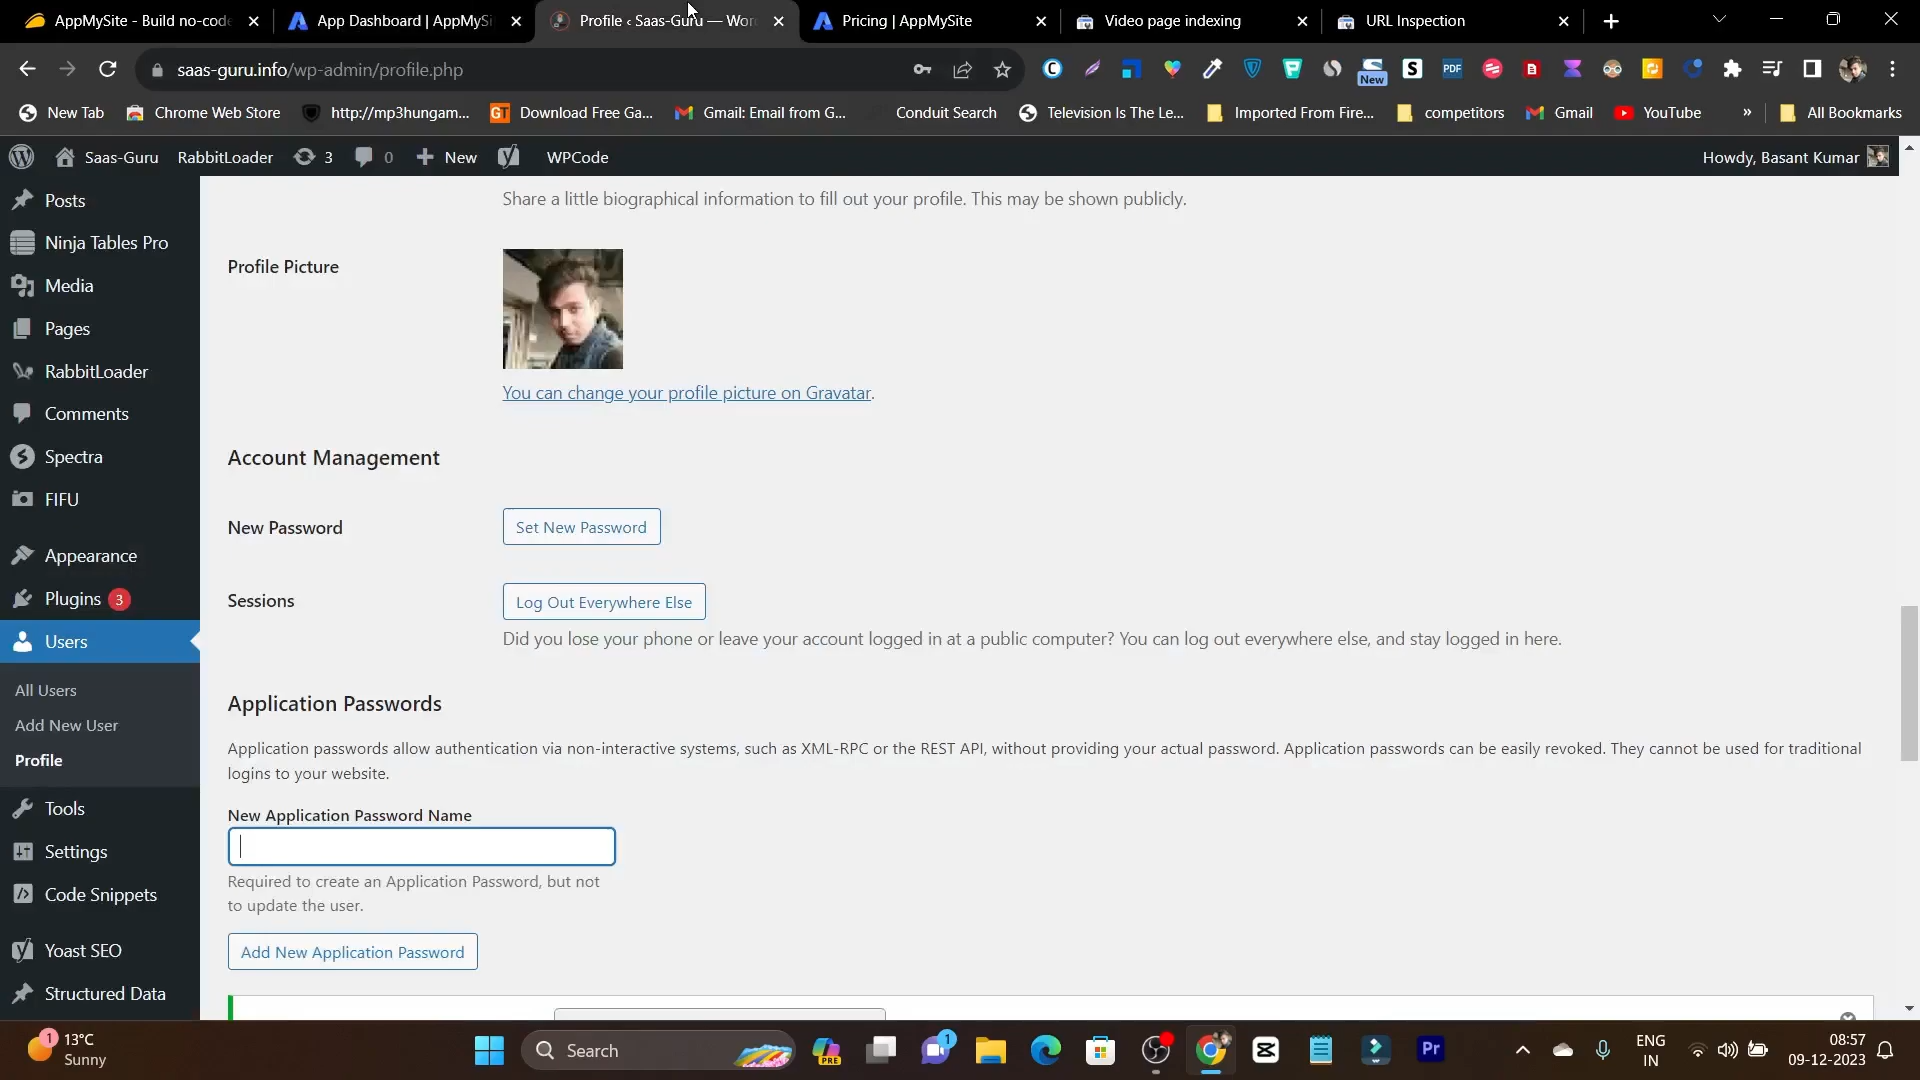 AppMySite - Build no-code
App Dashboard | AppMySi
Profile ‹ Saas-Guru — Wor
Pricing | AppMySite
Video page indexing
URL Inspection
saas-guru.info/wp-admin/profile.php
New
PDF
New Tab
Chrome Web Store
http://mp3hungam...
GT
Download Free Ga...
Gmail: Email from G...
Conduit Search
Television Is The Le...
Imported From Fire...
competitors
Gmail
YouTube
»
All Bookmarks
Saas-Guru
RabbitLoader
3
0
New
WPCode
Howdy, Basant Kumar
Posts
Ninja Tables Pro
Media
Pages
RabbitLoader
Comments
Spectra
FIFU
Appearance
Plugins 3
Users
All Users
Add New User
Profile
Tools
Settings
Code Snippets
Yoast SEO
Structured Data
Share a little biographical information to fill out your profile. This may be shown publicly.
Profile Picture
You can change your profile picture on Gravatar.
Account Management
New Password
Set New Password
Sessions
Log Out Everywhere Else
Did you lose your phone or leave your account logged in at a public computer? You can log out everywhere else, and stay logged in here.
Application Passwords
Application passwords allow authentication via non-interactive systems, such as XML-RPC or the REST API, without providing your actual password. Application passwords can be easily revoked. They cannot be used for traditional
logins to your website.
New Application Password Name
Required to create an Application Password, but not
to update the user.
Add New Application Password
1
13°C
Sunny
Search
PRE
1
Pr
ENG
IN
08:57
09-12-2023